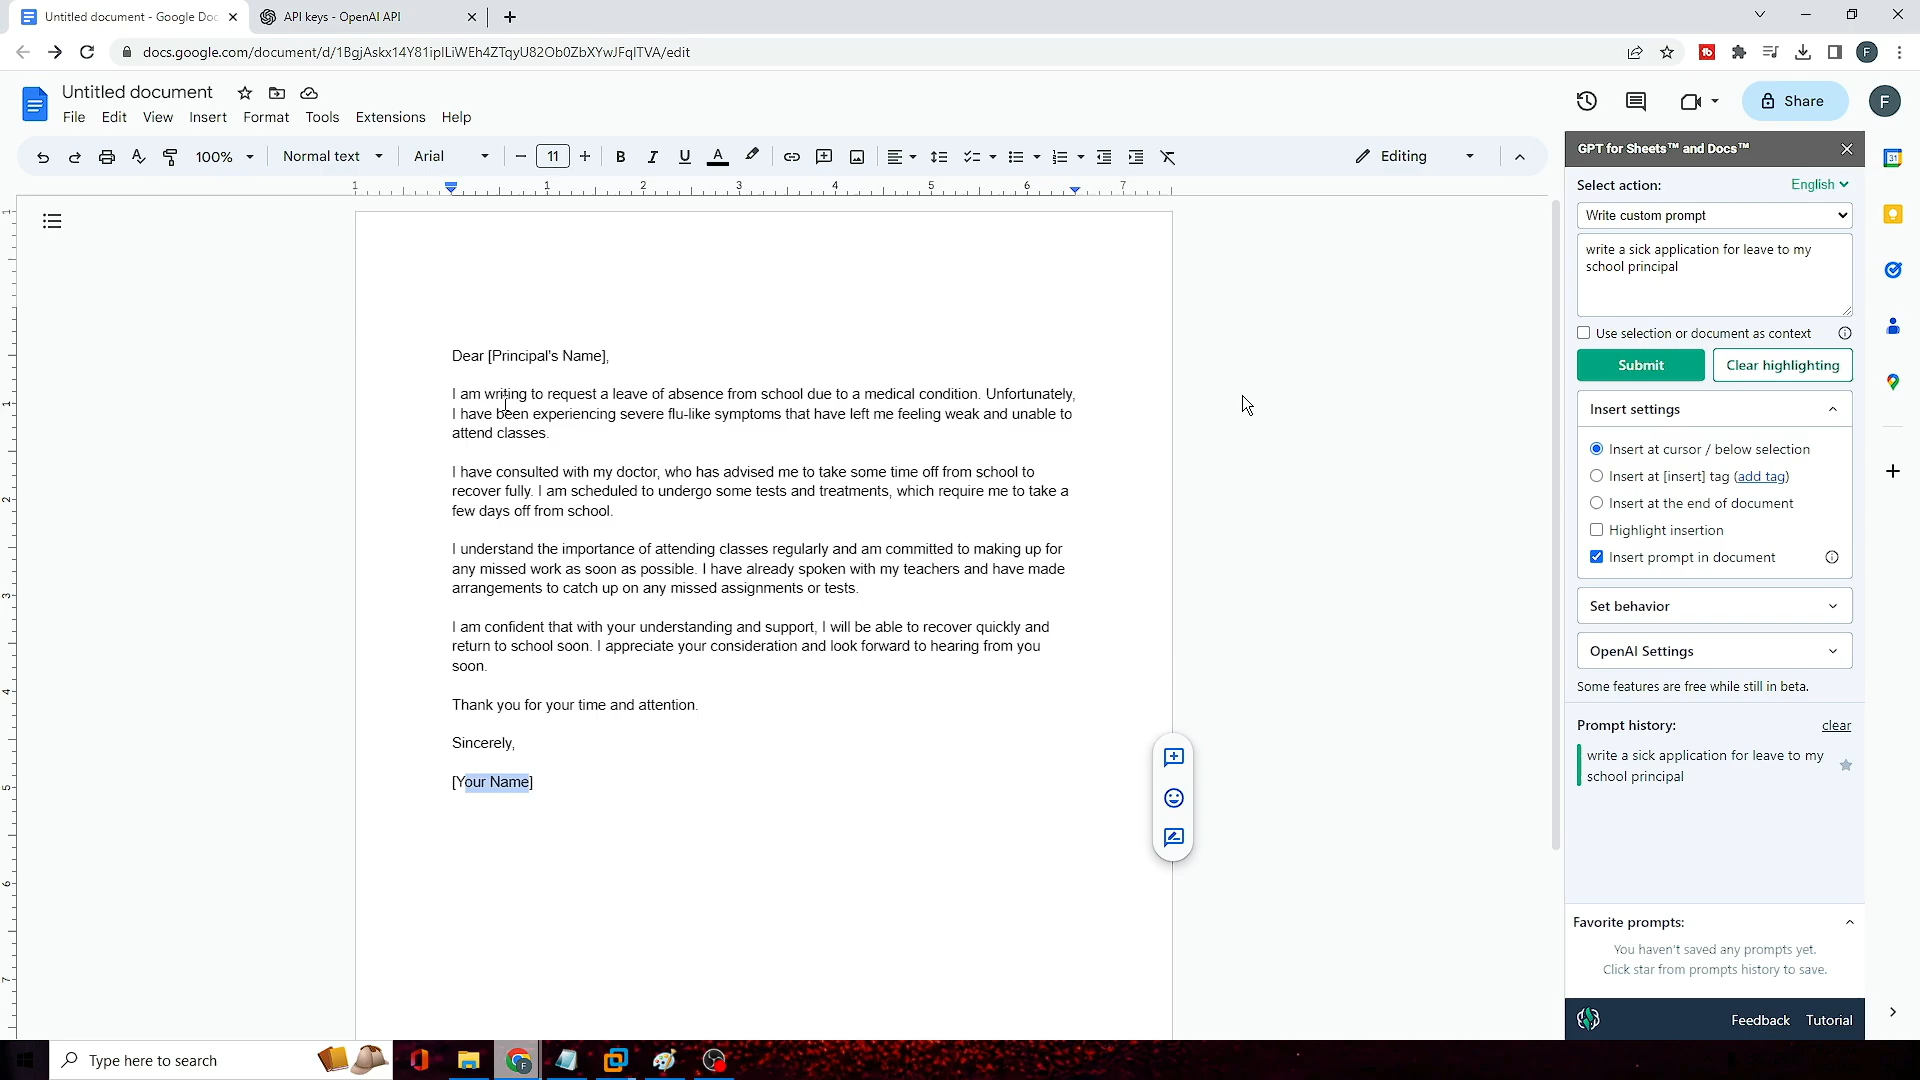 Untitled document - Google Doc
API keys - OpenAI API
docs.google.com/document/d/1BgjAskx14Y81ipILiWEh4ZTqyU82Ob0ZbXYwJFqITVA/edit
Untitled document
File Edit View Insert Format Tools Extensions Help
Share
F
100% Normal text Arial 11 Editing
1 1 2 3 4 5 6 7
GPT for Sheets™ and Docs™
Select action: English
Write custom prompt
write a sick application for leave to my
school principal
Use selection or document as context
Submit Clear highlighting
Insert settings
Insert at cursor / below selection
Insert at [insert] tag (add tag)
Insert at the end of document
Highlight insertion
Insert prompt in document
Set behavior
OpenAI Settings
Some features are free while still in beta.
Prompt history: clear
write a sick application for leave to my
school principal
Favorite prompts:
You haven't saved any prompts yet.
Click star from prompts history to save.
Feedback Tutorial
Dear [Principal's Name],
I am writing to request a leave of absence from school due to a medical condition. Unfortunately,
I have been experiencing severe flu-like symptoms that have left me feeling weak and unable to
attend classes.
I have consulted with my doctor, who has advised me to take some time off from school to
recover fully. I am scheduled to undergo some tests and treatments, which require me to take a
few days off from school.
I understand the importance of attending classes regularly and am committed to making up for
any missed work as soon as possible. I have already spoken with my teachers and have made
arrangements to catch up on any missed assignments or tests.
I am confident that with your understanding and support, I will be able to recover quickly and
return to school soon. I appreciate your consideration and look forward to hearing from you
soon.
Thank you for your time and attention.
Sincerely,
[Your Name]
Type here to search